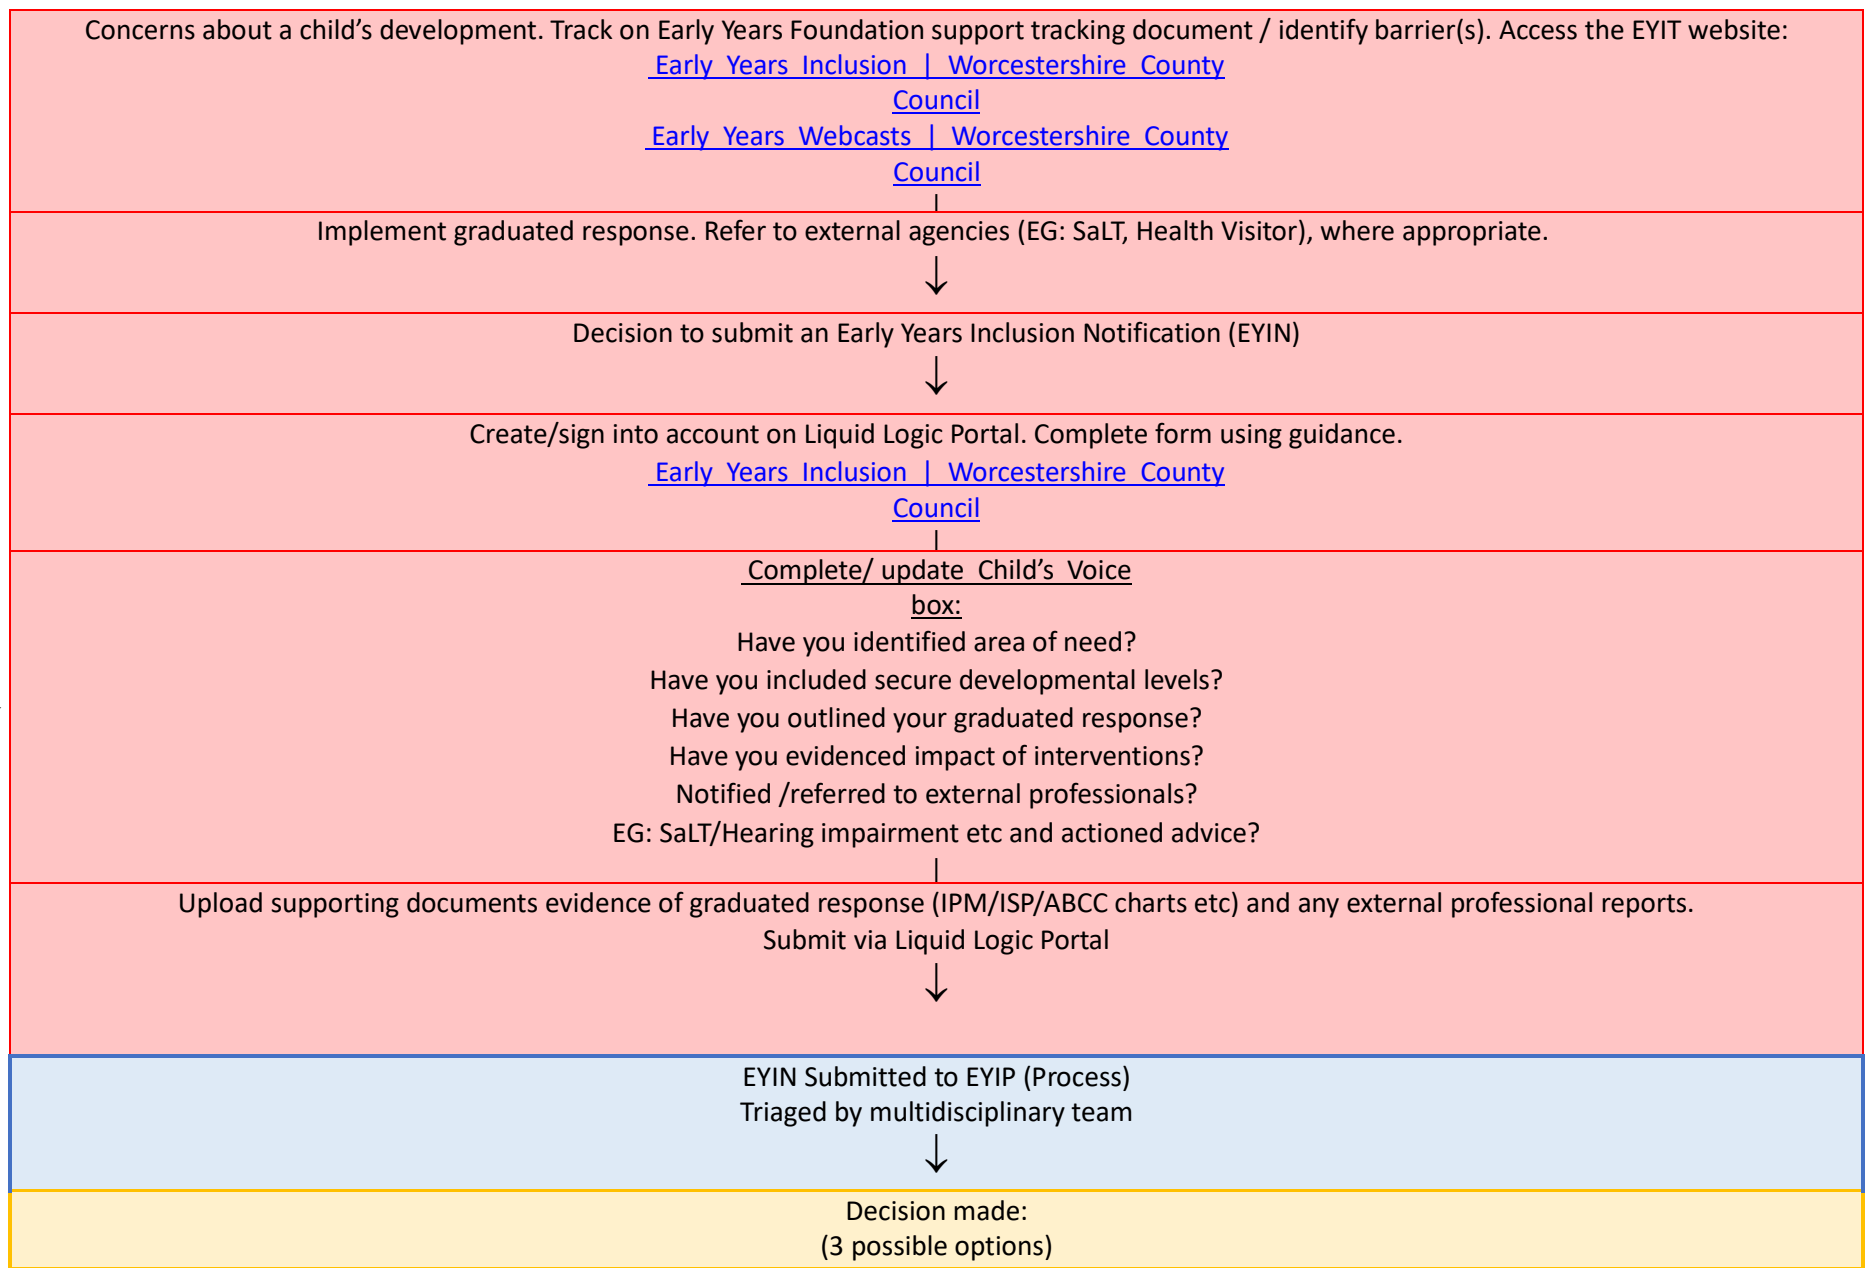 Concerns about a child’s development. Track on Early Years Foundation support tracking document / identify barrier(s). Access the EYIT website:
Early Years Inclusion | Worcestershire County
Council
Early Years Webcasts | Worcestershire County
Council
Implement graduated response. Refer to external agencies (EG: SaLT, Health Visitor), where appropriate.
Decision to submit an Early Years Inclusion Notification (EYIN)
Create/sign into account on Liquid Logic Portal. Complete form using guidance.
Early Years Inclusion | Worcestershire County
Council
Complete/ update Child’s Voice
box:
Have you identified area of need?
Have you included secure developmental levels?
Have you outlined your graduated response?
Have you evidenced impact of interventions?
Notified /referred to external professionals?
EG: SaLT/Hearing impairment etc and actioned advice?
Upload supporting documents evidence of graduated response (IPM/ISP/ABCC charts etc) and any external professional reports.
Submit via Liquid Logic Portal
EYIN Submitted to EYIP (Process)
Triaged by multidisciplinary team
Decision made:
(3 possible options)